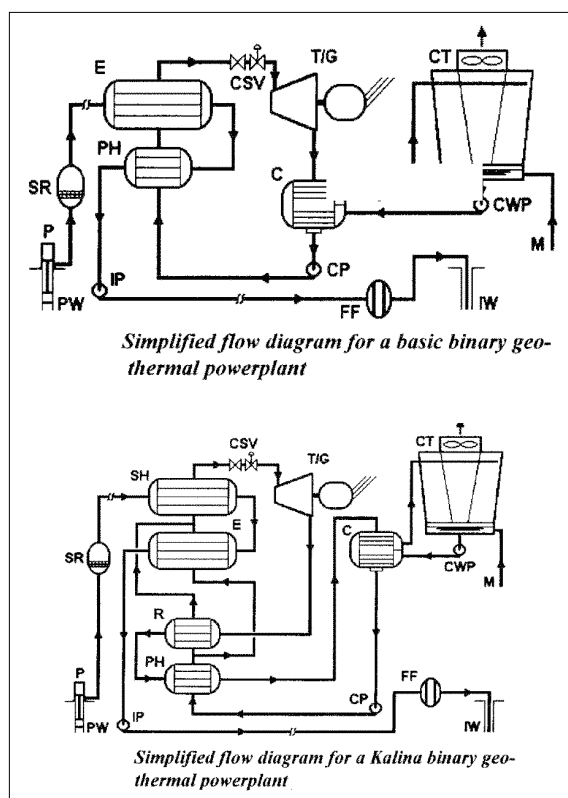 T/G
CT
E
CSV
PH
C
SR
P
CWP
M
CP
IP
PW
FF
IW
Simplified flow diagram for a basic binary geo-
thermal powerplant
CT
CSV
T/G
SH
E
C
SR
CWP
M
R
PH
P
FF
CP
IP
PW
IW
Simplified flow diagram for a Kalina binary geo-
thermal powerplant